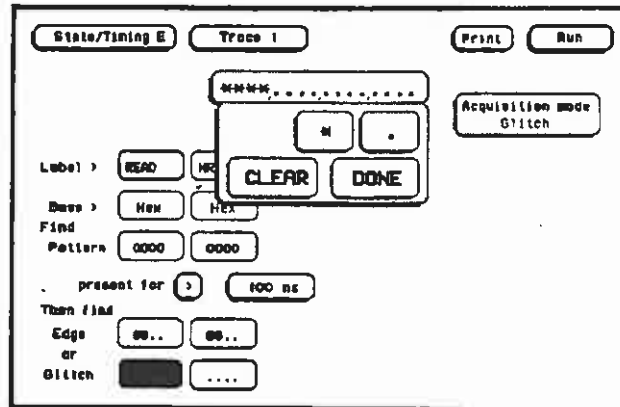 State/Timing E Trace 1 Print Run
****............
Acquisition mode
Glitch
* .
Label > READ
CLEAR DONE
Base > Hex HEX
Find
Pattern 0000 0000
present for > 100 ns
Then find
Edge
or
Glitch ....